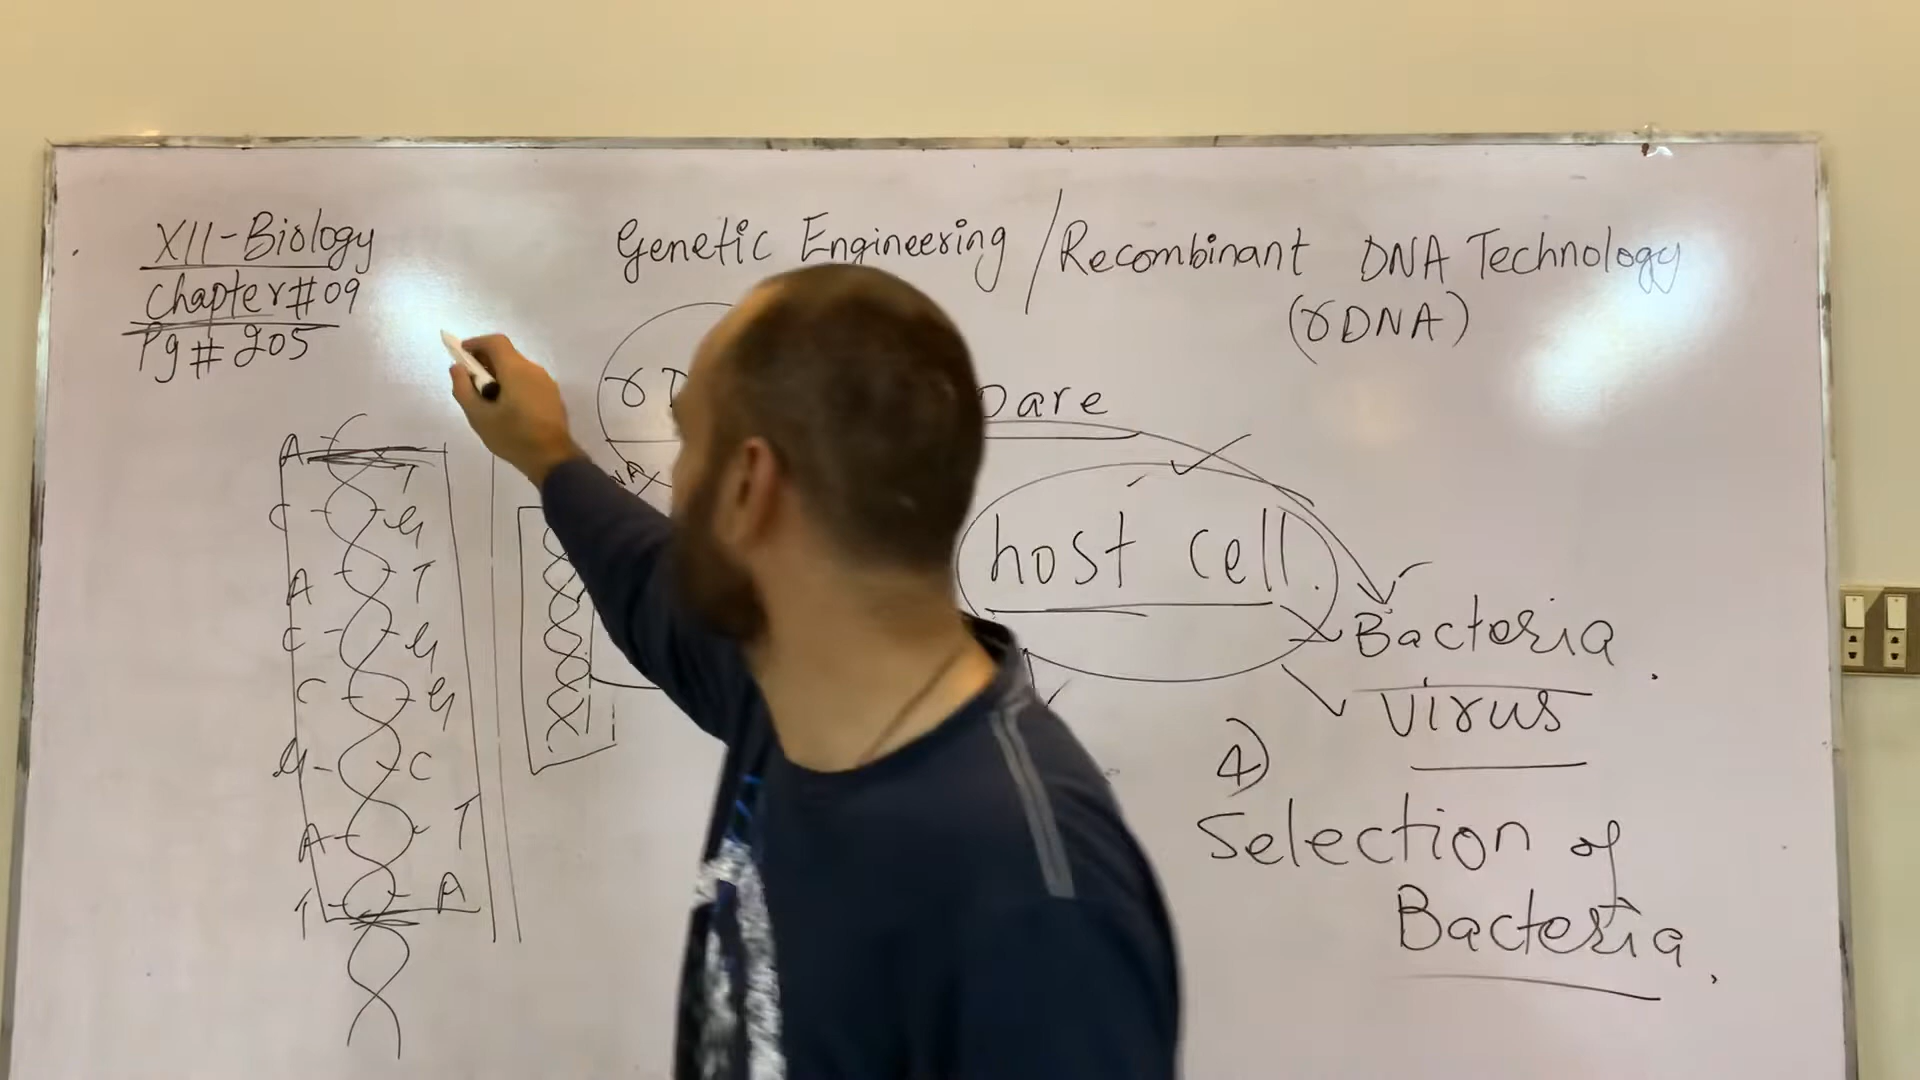 XII-Biology
Chapter#09
Pg # 205
Genetic Engineering / Recombinant DNA Technology
(rDNA)
A T
C G
A T
C G
C G
G C
A T
T A
host cell.
Bacteria.
Virus
4)
Selection of
Bacteria.